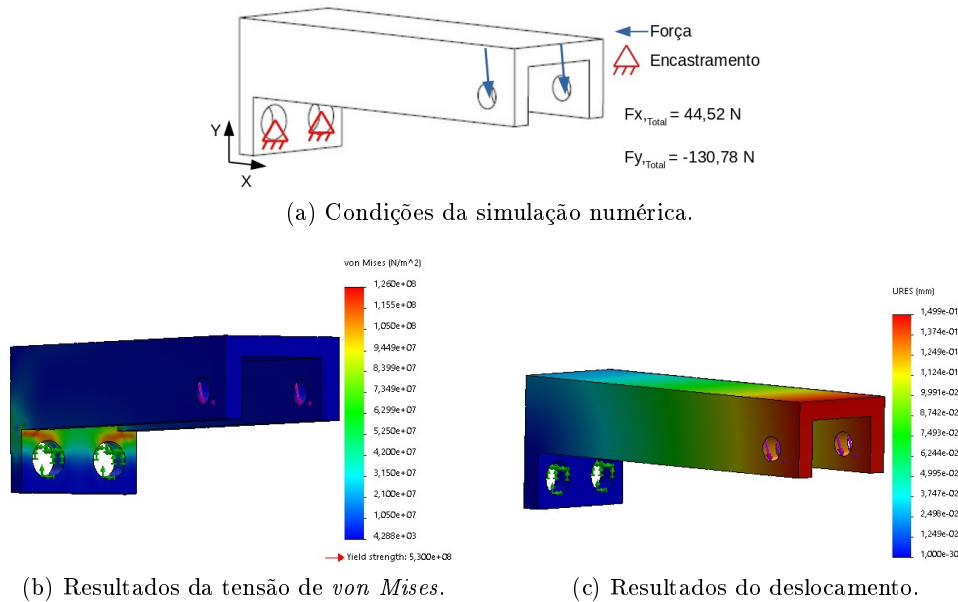 Força
Encastramento
Fx,Total = 44,52 N
Fy,Total = -130,78 N
Y
X
(a) Condições da simulação numérica.
von Mises (N/m^2)
1,260e+08
1,155e+08
1,050e+08
9,449e+07
8,399e+07
7,349e+07
6,299e+07
5,250e+07
4,200e+07
3,150e+07
2,100e+07
1,050e+07
4,288e+03
Yield strength: 5,300e+08
(b) Resultados da tensão de von Mises.
URES (mm)
1,499e-01
1,374e-01
1,249e-01
1,124e-01
9,991e-02
8,742e-02
7,493e-02
6,244e-02
4,995e-02
3,747e-02
2,498e-02
1,249e-02
1,000e-30
(c) Resultados do deslocamento.